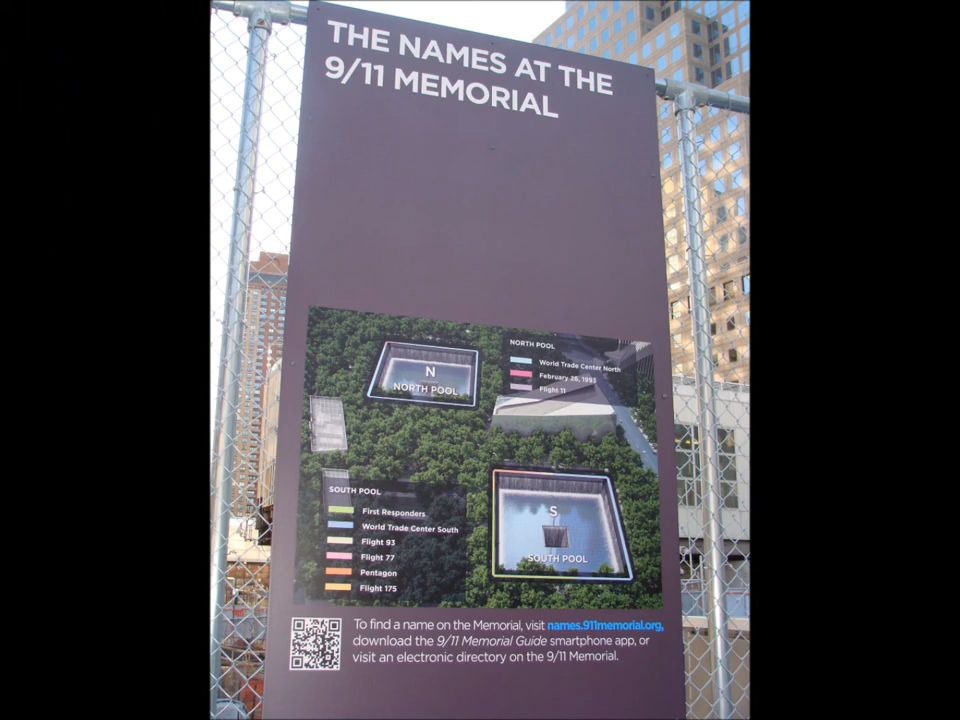 THE NAMES AT THE
9/11 MEMORIAL
N
NORTH POOL
NORTH POOL
World Trade Center North
February 26, 1993
Flight 11
SOUTH POOL
First Responders
World Trade Center South
Flight 93
Flight 77
Pentagon
Flight 175
S
SOUTH POOL
To find a name on the Memorial, visit names.911memorial.org,
download the 9/11 Memorial Guide smartphone app, or
visit an electronic directory on the 9/11 Memorial.